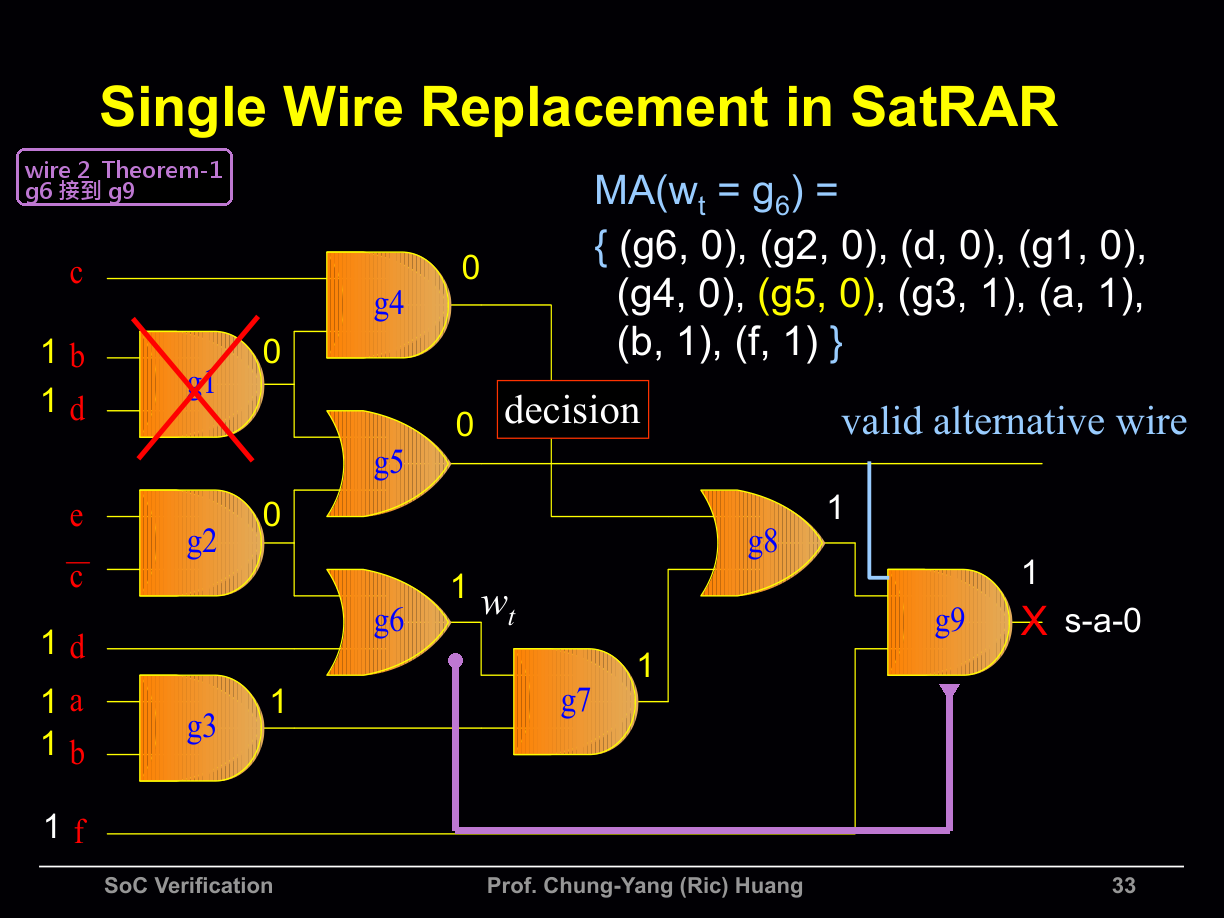 Single Wire Replacement in SatRAR
wire 2 Theorem-1
g6 接到 g9
MA(wt = g6) =
{ (g6, 0), (g2, 0), (d, 0), (g1, 0),
(g4, 0), (g5, 0), (g3, 1), (a, 1),
(b, 1), (f, 1) }
c
g4
0
1 b
1 d
g1
0
decision
g5
0
valid alternative wire
e
c̅
g2
0
g6
1
wt
g8
1
g9
1
X s-a-0
1 d
1 a
1 b
g3
1
g7
1
1 f
SoC Verification
Prof. Chung-Yang (Ric) Huang
33